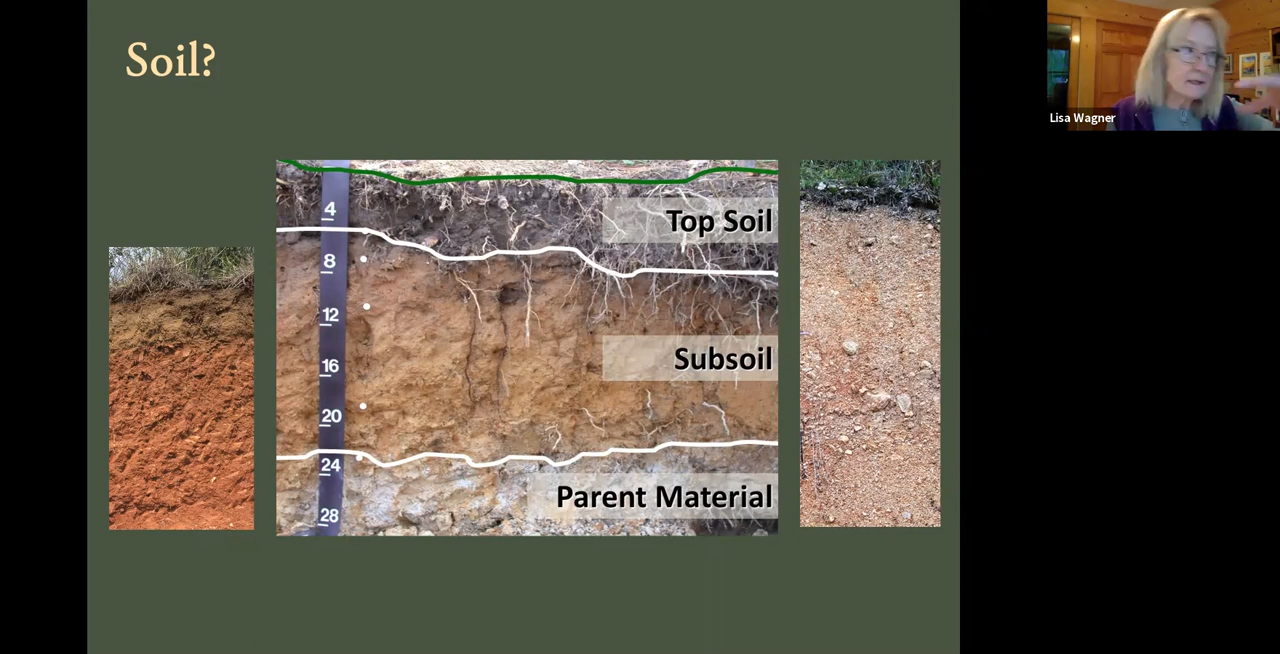 Soil?
Lisa Wagner
4
Top Soil
8
12
16
Subsoil
20
24
Parent Material
28